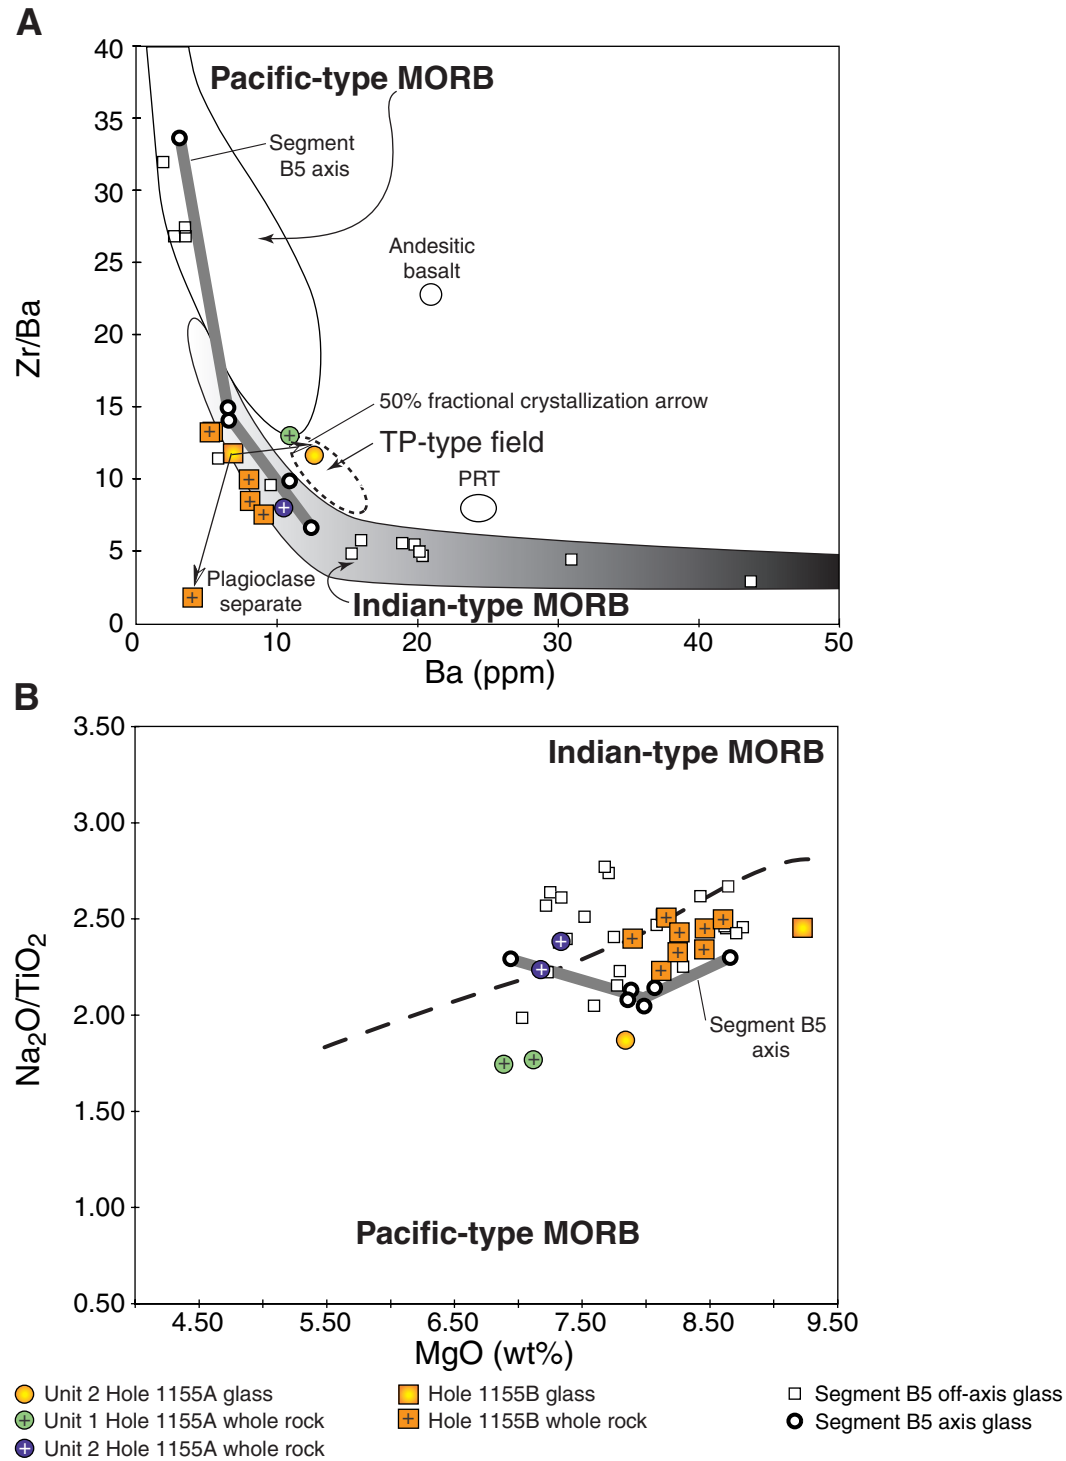 A
40
35
30
25
20
15
10
5
0
Zr/Ba
Pacific-type MORB
Segment
B5 axis
Andesitic
basalt
50% fractional crystallization arrow
TP-type field
PRT
Plagioclase
separate
Indian-type MORB
0 10 20 30 40 50
Ba (ppm)
B
3.50
3.00
2.50
2.00
1.50
1.00
0.50
Na2O/TiO2
Indian-type MORB
Segment B5
axis
Pacific-type MORB
4.50 5.50 6.50 7.50 8.50 9.50
MgO (wt%)
Unit 2 Hole 1155A glass
Unit 1 Hole 1155A whole rock
Unit 2 Hole 1155A whole rock
Hole 1155B glass
Hole 1155B whole rock
Segment B5 off-axis glass
Segment B5 axis glass